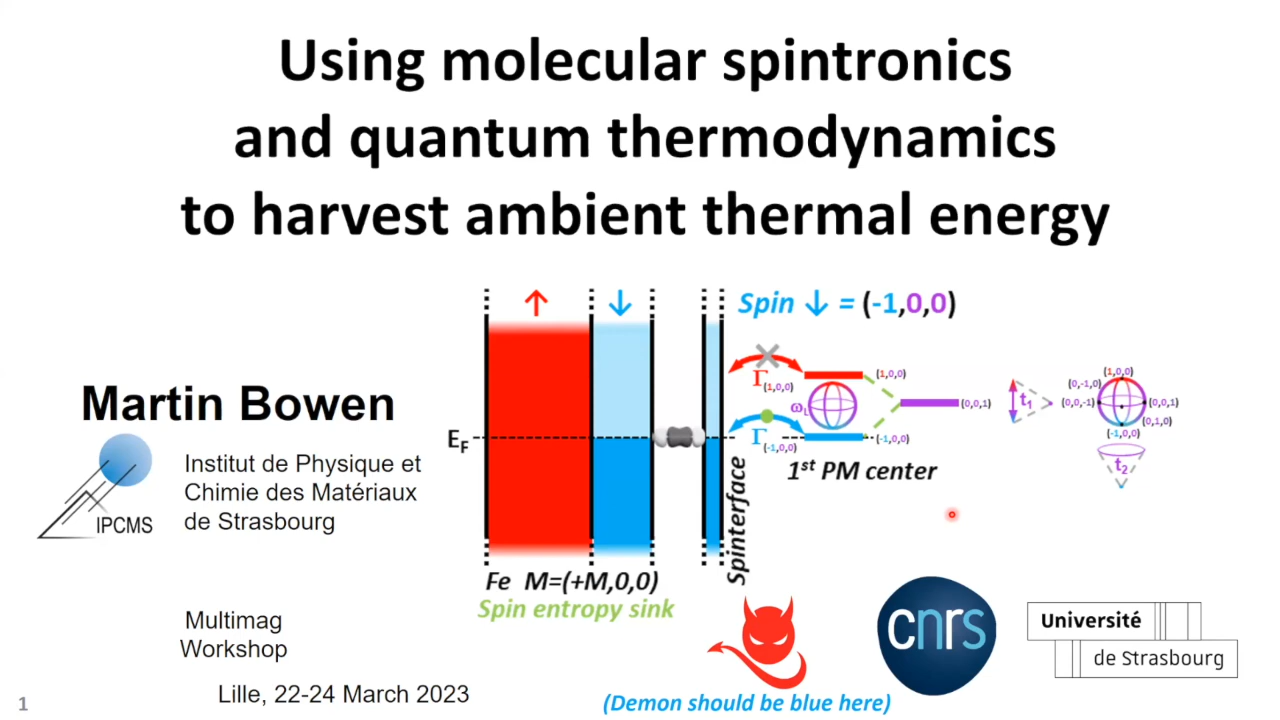 Using molecular spintronics
and quantum thermodynamics
to harvest ambient thermal energy
↑ ↓
Spin ↓ = (-1,0,0)
Martin Bowen
IPCMS
Institut de Physique et
Chimie des Matériaux
de Strasbourg
E_F
Γ(1,0,0)
Γ(-1,0,0)
ω_L
(1,0,0)
(0,0,1)
(-1,0,0)
1st PM center
Spinterface
t1
(1,0,0)
(0,-1,0)
(0,0,-1)
(0,0,1)
(0,1,0)
(-1,0,0)
t2
Fe M=(+M,0,0)
Spin entropy sink
Multimag
Workshop
Lille, 22-24 March 2023
(Demon should be blue here)
cnrs
Université
de Strasbourg
1